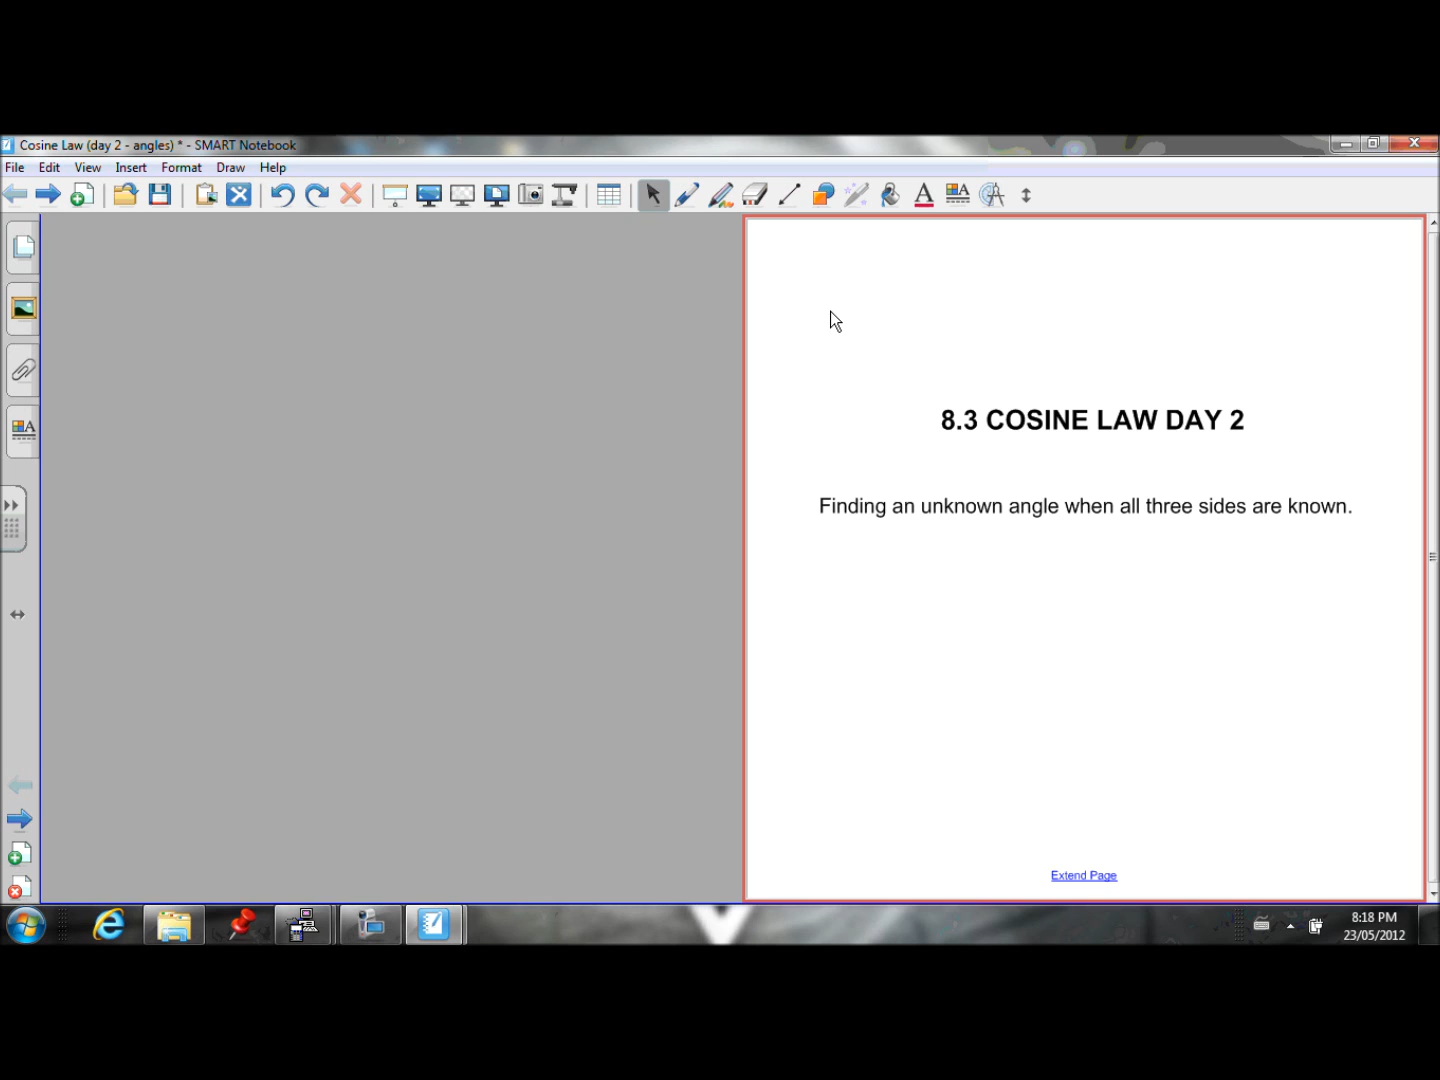 Cosine Law (day 2 - angles) * - SMART Notebook
File Edit View Insert Format Draw Help
8.3 COSINE LAW DAY 2
Finding an unknown angle when all three sides are known.
Extend Page
8:18 PM
23/05/2012